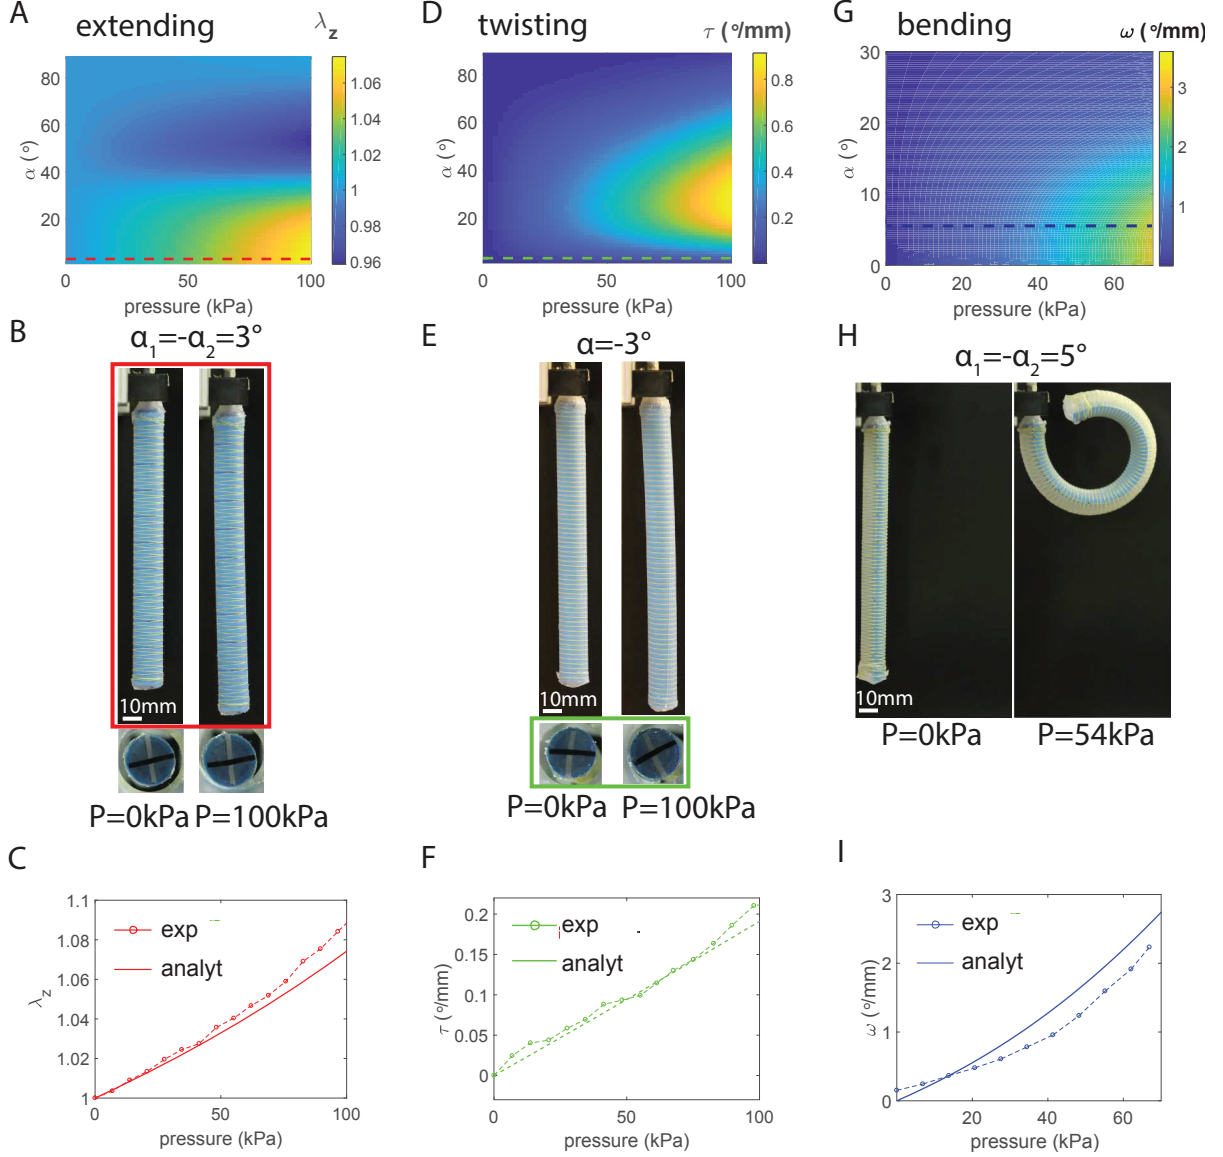 A extending λz
α (°)
80
60
40
20
0 50 100
pressure (kPa)
1.06
1.04
1.02
1
0.98
0.96
D twisting τ (°/mm)
α (°)
80
60
40
20
0 50 100
pressure (kPa)
0.8
0.6
0.4
0.2
G bending ω (°/mm)
α (°)
30
25
20
15
10
5
0
0 20 40 60
pressure (kPa)
3
2
1
B
α1=-α2=3°
10mm
P=0kPa P=100kPa
E
α=-3°
10mm
P=0kPa P=100kPa
H
α1=-α2=5°
10mm
P=0kPa P=54kPa
C
λz
1.1
1.08
1.06
1.04
1.02
1
exp
analyt
0 50 100
pressure (kPa)
F
τ (°/mm)
0.2
0.15
0.1
0.05
0
exp
analyt
0 50 100
pressure (kPa)
I
ω (°/mm)
3
2
1
0
exp
analyt
0 20 40 60
pressure (kPa)